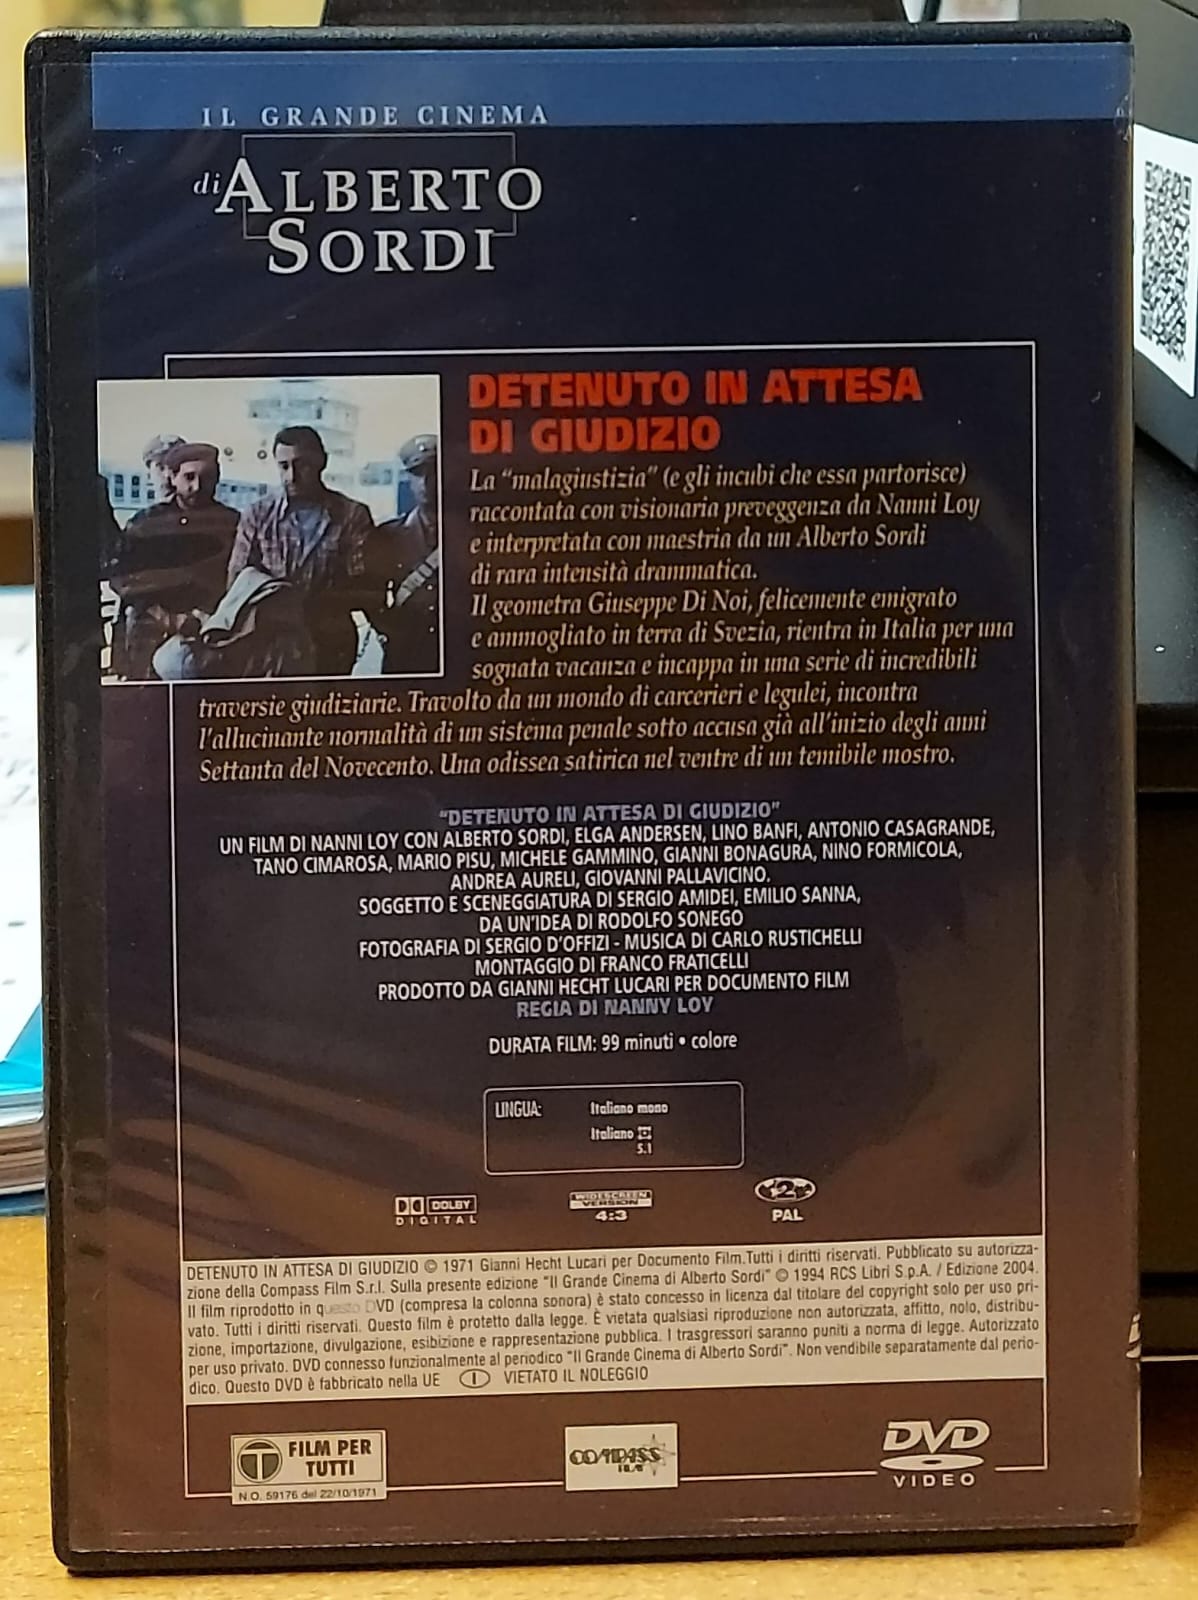 IL GRANDE CINEMA
di ALBERTO
SORDI
DETENUTO IN ATTESA
DI GIUDIZIO
La "malagiustizia" (e gli incubi che essa partorisce)
raccontata con visionaria preveggenza da Nanni Loy
e interpretata con maestria da un Alberto Sordi
di rara intensità drammatica.
Il geometra Giuseppe Di Noi, felicemente emigrato
e ammogliato in terra di Svezia, rientra in Italia per una
sognata vacanza e incappa in una serie di incredibili
traversie giudiziarie. Travolto da un mondo di carcerieri e legulei, incontra
l'allucinante normalità di un sistema penale sotto accusa già all'inizio degli anni
Settanta del Novecento. Una odissea satirica nel ventre di un temibile mostro.
"DETENUTO IN ATTESA DI GIUDIZIO"
UN FILM DI NANNI LOY CON ALBERTO SORDI, ELGA ANDERSEN, LINO BANFI, ANTONIO CASAGRANDE,
TANO CIMAROSA, MARIO PISU, MICHELE GAMMINO, GIANNI BONAGURA, NINO FORMICOLA,
ANDREA AURELI, GIOVANNI PALLAVICINO.
SOGGETTO E SCENEGGIATURA DI SERGIO AMIDEI, EMILIO SANNA,
DA UN'IDEA DI RODOLFO SONEGO
FOTOGRAFIA DI SERGIO D'OFFIZI - MUSICA DI CARLO RUSTICHELLI
MONTAGGIO DI FRANCO FRATICELLI
PRODOTTO DA GIANNI HECHT LUCARI PER DOCUMENTO FILM
REGIA DI NANNY LOY
DURATA FILM: 99 minuti • colore
LINGUA: Italiano mono
Italiano
5.1
DOLBY
DIGITAL
WIDESCREEN
VERSION
4:3
2
PAL
DETENUTO IN ATTESA DI GIUDIZIO © 1971 Gianni Hecht Lucari per Documento Film.Tutti i diritti riservati. Pubblicato su autorizza-
zione della Compass Film S.r.l. Sulla presente edizione "Il Grande Cinema di Alberto Sordi" © 1994 RCS Libri S.p.A. / Edizione 2004.
Il film riprodotto in questo DVD (compresa la colonna sonora) è stato concesso in licenza dal titolare del copyright solo per uso pri-
vato. Tutti i diritti riservati. Questo film è protetto dalla legge. È vietata qualsiasi riproduzione non autorizzata, affitto, nolo, distribu-
zione, importazione, divulgazione, esibizione e rappresentazione pubblica. I trasgressori saranno puniti a norma di legge. Autorizzato
per uso privato. DVD connesso funzionalmente al periodico "Il Grande Cinema di Alberto Sordi". Non vendibile separatamente dal perio-
dico. Questo DVD è fabbricato nella UE I VIETATO IL NOLEGGIO
T FILM PER
TUTTI
N.O. 59176 del 22/10/1971
COMPASS
FILM
DVD
VIDEO